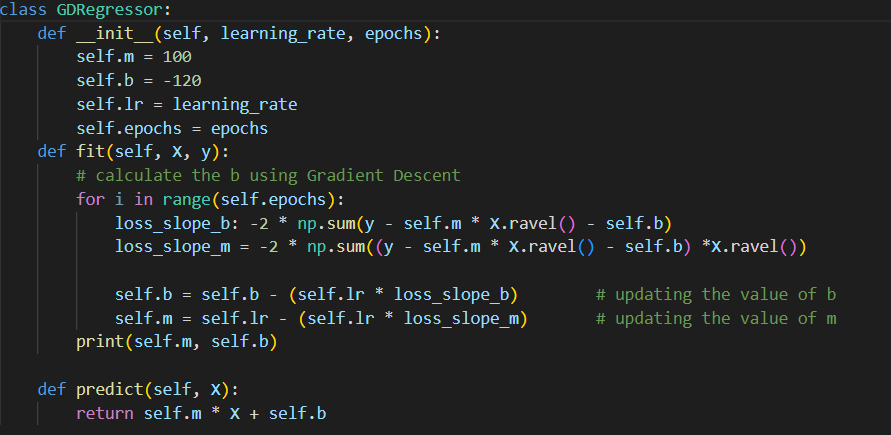 class GDRegressor:
    def __init__(self, learning_rate, epochs):
        self.m = 100
        self.b = -120
        self.lr = learning_rate
        self.epochs = epochs
    def fit(self, X, y):
        # calculate the b using Gradient Descent
        for i in range(self.epochs):
            loss_slope_b: -2 * np.sum(y - self.m * X.ravel() - self.b)
            loss_slope_m = -2 * np.sum((y - self.m * X.ravel() - self.b) *X.ravel())

            self.b = self.b - (self.lr * loss_slope_b)        # updating the value of b
            self.m = self.lr - (self.lr * loss_slope_m)       # updating the value of m
        print(self.m, self.b)

    def predict(self, X):
        return self.m * X + self.b